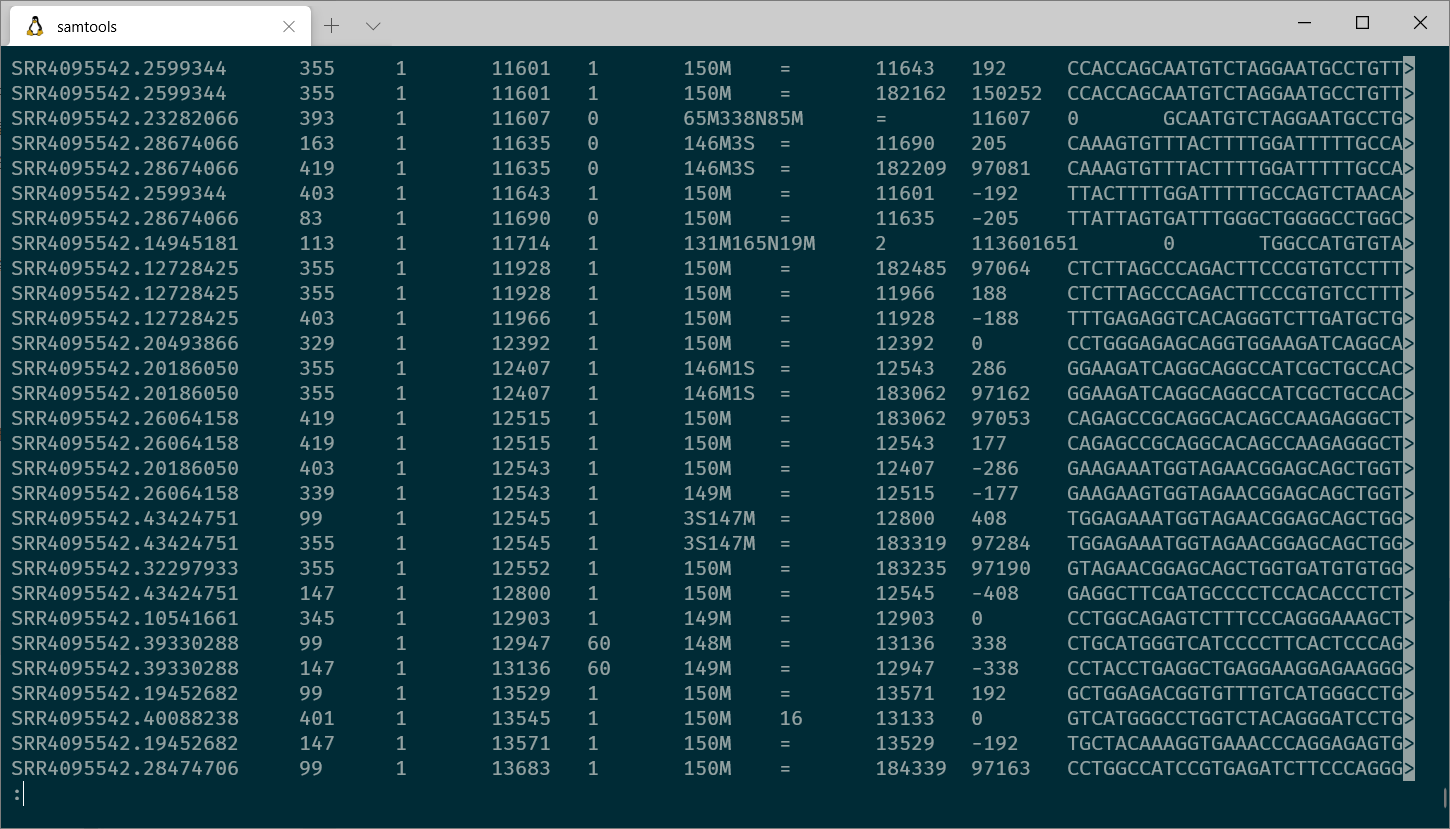 samtools
SRR4095542.2599344 355 1 11601 1 150M = 11643 192 CCACCAGCAATGTCTAGGAATGCCTGTT>
SRR4095542.2599344 355 1 11601 1 150M = 182162 150252 CCACCAGCAATGTCTAGGAATGCCTGTT>
SRR4095542.23282066 393 1 11607 0 65M338N85M = 11607 0 GCAATGTCTAGGAATGCCTG>
SRR4095542.28674066 163 1 11635 0 146M3S = 11690 205 CAAAGTGTTTACTTTTGGATTTTTGCCA>
SRR4095542.28674066 419 1 11635 0 146M3S = 182209 97081 CAAAGTGTTTACTTTTGGATTTTTGCCA>
SRR4095542.2599344 403 1 11643 1 150M = 11601 -192 TTACTTTTGGATTTTTGCCAGTCTAACA>
SRR4095542.28674066 83 1 11690 0 150M = 11635 -205 TTATTAGTGATTTGGGCTGGGGCCTGGC>
SRR4095542.14945181 113 1 11714 1 131M165N19M 2 113601651 0 TGGCCATGTGTA>
SRR4095542.12728425 355 1 11928 1 150M = 182485 97064 CTCTTAGCCCAGACTTCCCGTGTCCTTT>
SRR4095542.12728425 355 1 11928 1 150M = 11966 188 CTCTTAGCCCAGACTTCCCGTGTCCTTT>
SRR4095542.12728425 403 1 11966 1 150M = 11928 -188 TTTGAGAGGTCACAGGGTCTTGATGCTG>
SRR4095542.20493866 329 1 12392 1 150M = 12392 0 CCTGGGAGAGCAGGTGGAAGATCAGGCA>
SRR4095542.20186050 355 1 12407 1 146M1S = 12543 286 GGAAGATCAGGCAGGCCATCGCTGCCAC>
SRR4095542.20186050 355 1 12407 1 146M1S = 183062 97162 GGAAGATCAGGCAGGCCATCGCTGCCAC>
SRR4095542.26064158 419 1 12515 1 150M = 183062 97053 CAGAGCCGCAGGCACAGCCAAGAGGGCT>
SRR4095542.26064158 419 1 12515 1 150M = 12543 177 CAGAGCCGCAGGCACAGCCAAGAGGGCT>
SRR4095542.20186050 403 1 12543 1 150M = 12407 -286 GAAGAAATGGTAGAACGGAGCAGCTGGT>
SRR4095542.26064158 339 1 12543 1 149M = 12515 -177 GAAGAAGTGGTAGAACGGAGCAGCTGGT>
SRR4095542.43424751 99 1 12545 1 3S147M = 12800 408 TGGAGAAATGGTAGAACGGAGCAGCTGG>
SRR4095542.43424751 355 1 12545 1 3S147M = 183319 97284 TGGAGAAATGGTAGAACGGAGCAGCTGG>
SRR4095542.32297933 355 1 12552 1 150M = 183235 97190 GTAGAACGGAGCAGCTGGTGATGTGTGG>
SRR4095542.43424751 147 1 12800 1 150M = 12545 -408 GAGGCTTCGATGCCCCTCCACACCCTCT>
SRR4095542.10541661 345 1 12903 1 149M = 12903 0 CCTGGCAGAGTCTTTCCCAGGGAAAGCT>
SRR4095542.39330288 99 1 12947 60 148M = 13136 338 CTGCATGGGTCATCCCCTTCACTCCCAG>
SRR4095542.39330288 147 1 13136 60 149M = 12947 -338 CCTACCTGAGGCTGAGGAAGGAGAAGGG>
SRR4095542.19452682 99 1 13529 1 150M = 13571 192 GCTGGAGACGGTGTTTGTCATGGGCCTG>
SRR4095542.40088238 401 1 13545 1 150M 16 13133 0 GTCATGGGCCTGGTCTACAGGGATCCTG>
SRR4095542.19452682 147 1 13571 1 150M = 13529 -192 TGCTACAAAGGTGAAACCCAGGAGAGTG>
SRR4095542.28474706 99 1 13683 1 150M = 184339 97163 CCTGGCCATCCGTGAGATCTTCCCAGGG>
: